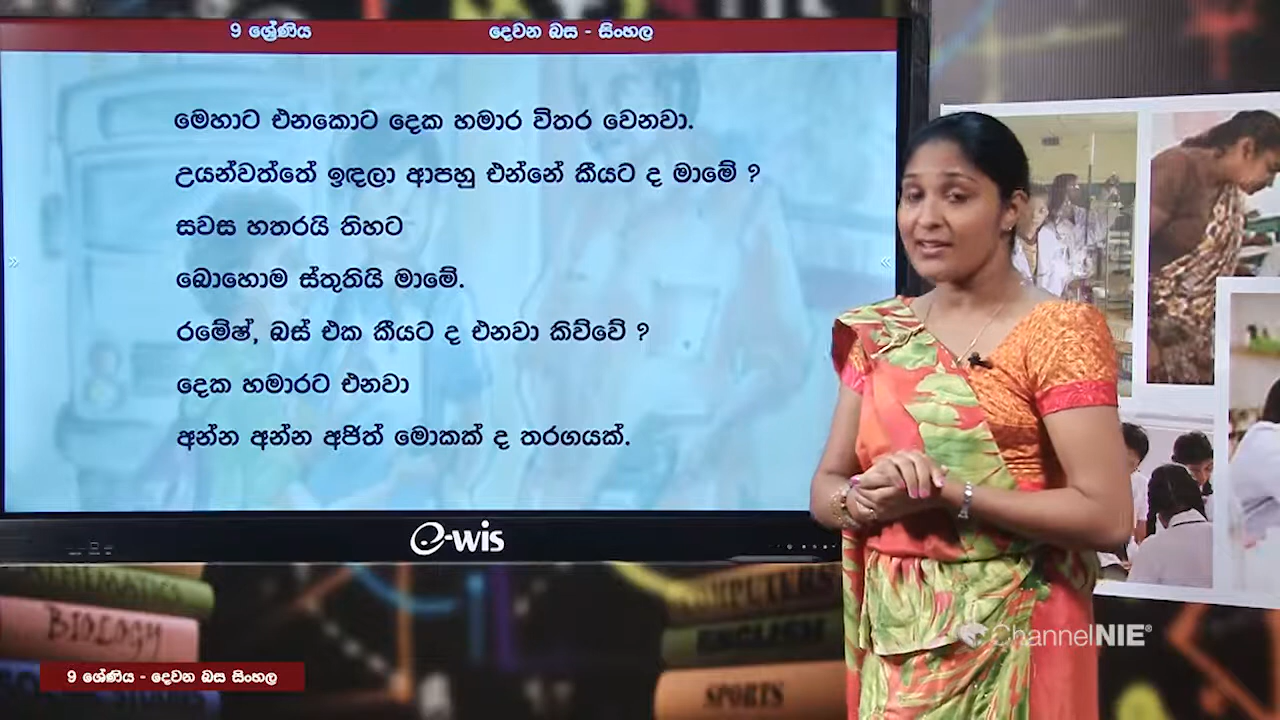 9 ශ්‍රේණිය
දෙවන බස - සිංහල
මෙහාට එනකොට දෙක හමාර විතර වෙනවා.
උයන්වත්තේ ඉඳලා ආපහු එන්නේ කීයට ද මාමේ ?
සවස හතරයි තිහට
බොහොම ස්තූතියි මාමේ.
රමේෂ්, බස් එක කීයට ද එනවා කිව්වේ ?
දෙක හමාරට එනවා
අන්න අන්න අජිත් මොකක් ද තරගයක්.
e-wis
MATHEMATICS
BIOLOGY
COMPUTERS
ENGLISH
SPORTS
ChannelNIE®
9 ශ්‍රේණිය - දෙවන බස සිංහල